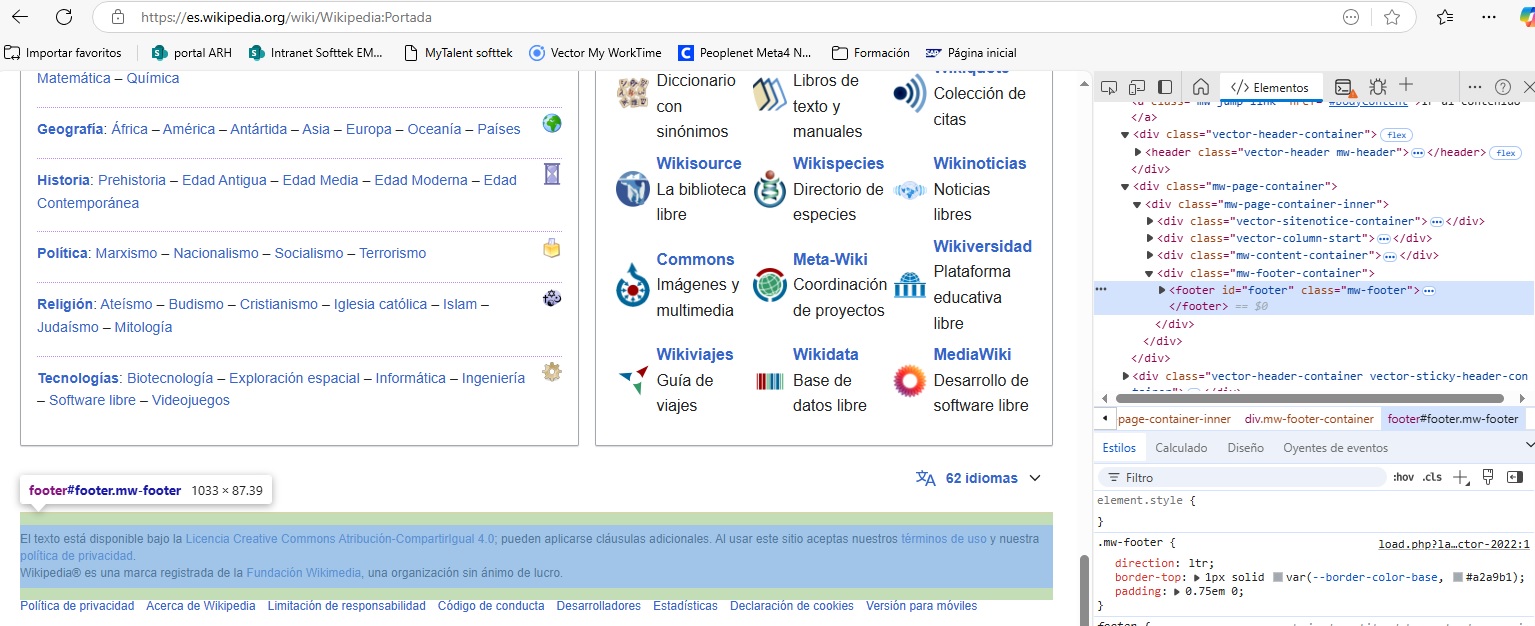 https://es.wikipedia.org/wiki/Wikipedia:Portada
Importar favoritos
portal ARH
Intranet Softtek EM...
MyTalent softtek
Vector My WorkTime
Peoplenet Meta4 N...
Formación
Página inicial
Matemática – Química
Geografía: África – América – Antártida – Asia – Europa – Oceanía – Países
Historia: Prehistoria – Edad Antigua – Edad Media – Edad Moderna – Edad
Contemporánea
Política: Marxismo – Nacionalismo – Socialismo – Terrorismo
Religión: Ateísmo – Budismo – Cristianismo – Iglesia católica – Islam –
Judaísmo – Mitología
Tecnologías: Biotecnología – Exploración espacial – Informática – Ingeniería
– Software libre – Videojuegos
Diccionario
con
sinónimos
Libros de
texto y
manuales
Wikiquote
Colección de
citas
Wikisource
La biblioteca
libre
Wikispecies
Directorio de
especies
Wikinoticias
Noticias
libres
Commons
Imágenes y
multimedia
Meta-Wiki
Coordinación
de proyectos
Wikiversidad
Plataforma
educativa
libre
Wikiviajes
Guía de
viajes
Wikidata
Base de
datos libre
MediaWiki
Desarrollo de
software libre
62 idiomas
footer#footer.mw-footer 1033 × 87.39
El texto está disponible bajo la Licencia Creative Commons Atribución-CompartirIgual 4.0; pueden aplicarse cláusulas adicionales. Al usar este sitio aceptas nuestros términos de uso y nuestra
política de privacidad.
Wikipedia® es una marca registrada de la Fundación Wikimedia, una organización sin ánimo de lucro.
Política de privacidad Acerca de Wikipedia Limitación de responsabilidad Código de conducta Desarrolladores Estadísticas Declaración de cookies Versión para móviles
</> Elementos
<a class="mw-jump-link" href="#bodyContent">Ir al contenido
</a>
<div class="vector-header-container"> flex
<header class="vector-header mw-header"> ⋯ </header> flex
</div>
<div class="mw-page-container">
<div class="mw-page-container-inner">
<div class="vector-sitenotice-container"> ⋯ </div>
<div class="vector-column-start"> ⋯ </div>
<div class="mw-content-container"> ⋯ </div>
<div class="mw-footer-container">
<footer id="footer" class="mw-footer"> ⋯
</footer> == $0
</div>
</div>
</div>
<div class="vector-header-container vector-sticky-header-con
page-container-inner div.mw-footer-container footer#footer.mw-footer
Estilos Calculado Diseño Oyentes de eventos
Filtro :hov .cls
element.style {
}
.mw-footer { load.php?la…ctor-2022:1
direction: ltr;
border-top: 1px solid var(--border-color-base, #a2a9b1);
padding: 0.75em 0;
}